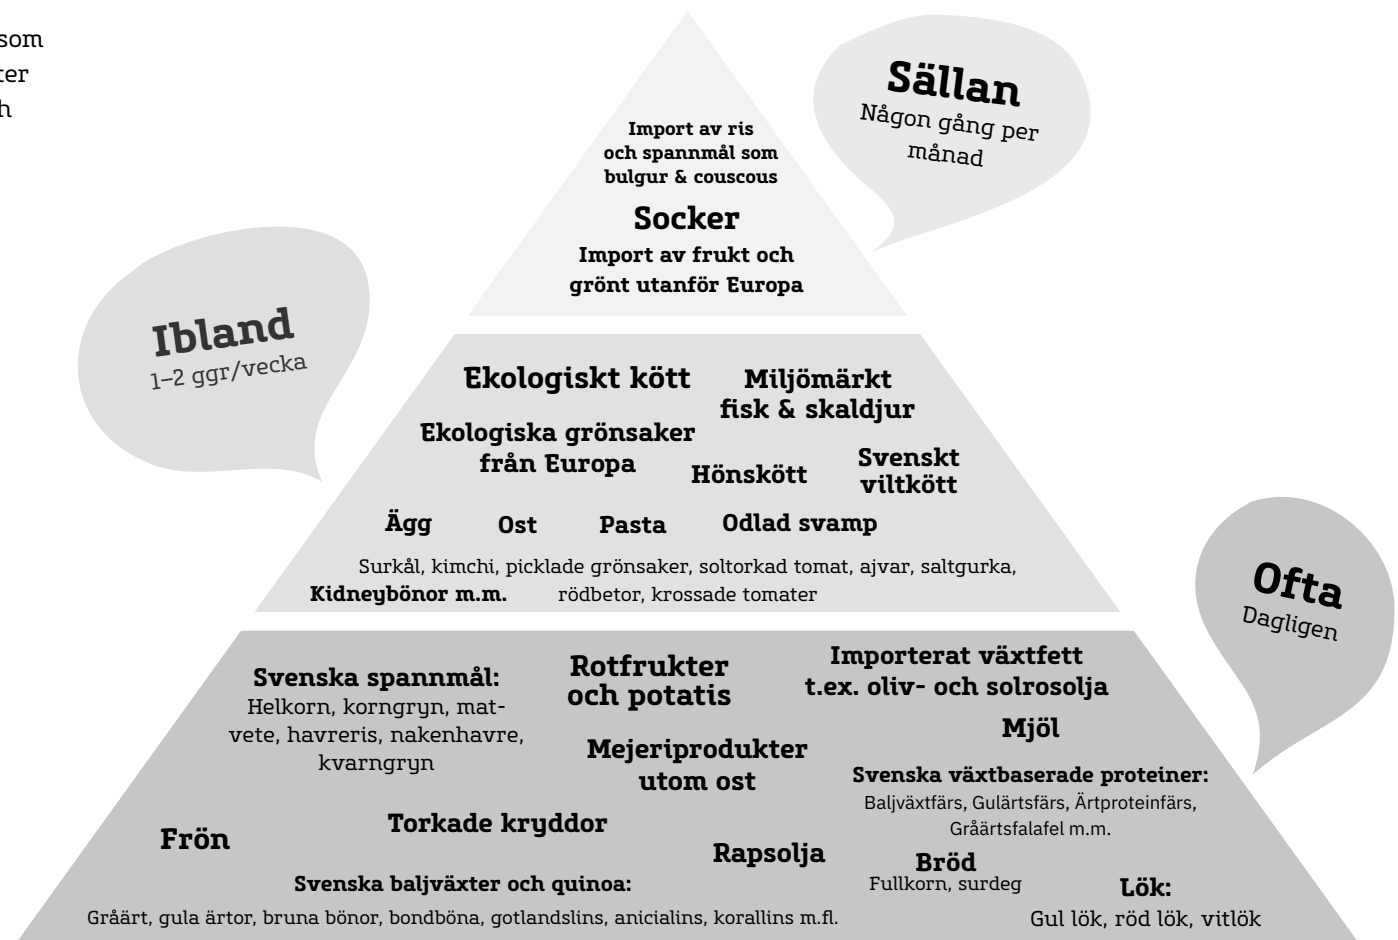 som
ter
h
Sällan
Någon gång per
månad
Import av ris
och spannmål som
bulgur & couscous
Socker
Import av frukt och
grönt utanför Europa
Ibland
1–2 ggr/vecka
Ekologiskt kött
Miljömärkt
fisk & skaldjur
Ekologiska grönsaker
från Europa
Hönskött
Svenskt
viltkött
Ägg
Ost
Pasta
Odlad svamp
Surkål, kimchi, picklade grönsaker, soltorkad tomat, ajvar, saltgurka,
rödbetor, krossade tomater
Kidneybönor m.m.
Ofta
Dagligen
Svenska spannmål:
Helkorn, korngryn, mat-
vete, havreris, nakenhavre,
kvarngryn
Rotfrukter
och potatis
Importerat växtfett
t.ex. oliv- och solrosolja
Mjöl
Mejeriprodukter
utom ost
Svenska växtbaserade proteiner:
Baljväxtfärs, Gulärtsfärs, Ärtproteinfärs,
Gråärtsfalafel m.m.
Frön
Torkade kryddor
Rapsolja
Bröd
Fullkorn, surdeg
Svenska baljväxter och quinoa:
Gråärt, gula ärtor, bruna bönor, bondböna, gotlandslins, anicialins, korallins m.fl.
Lök:
Gul lök, röd lök, vitlök